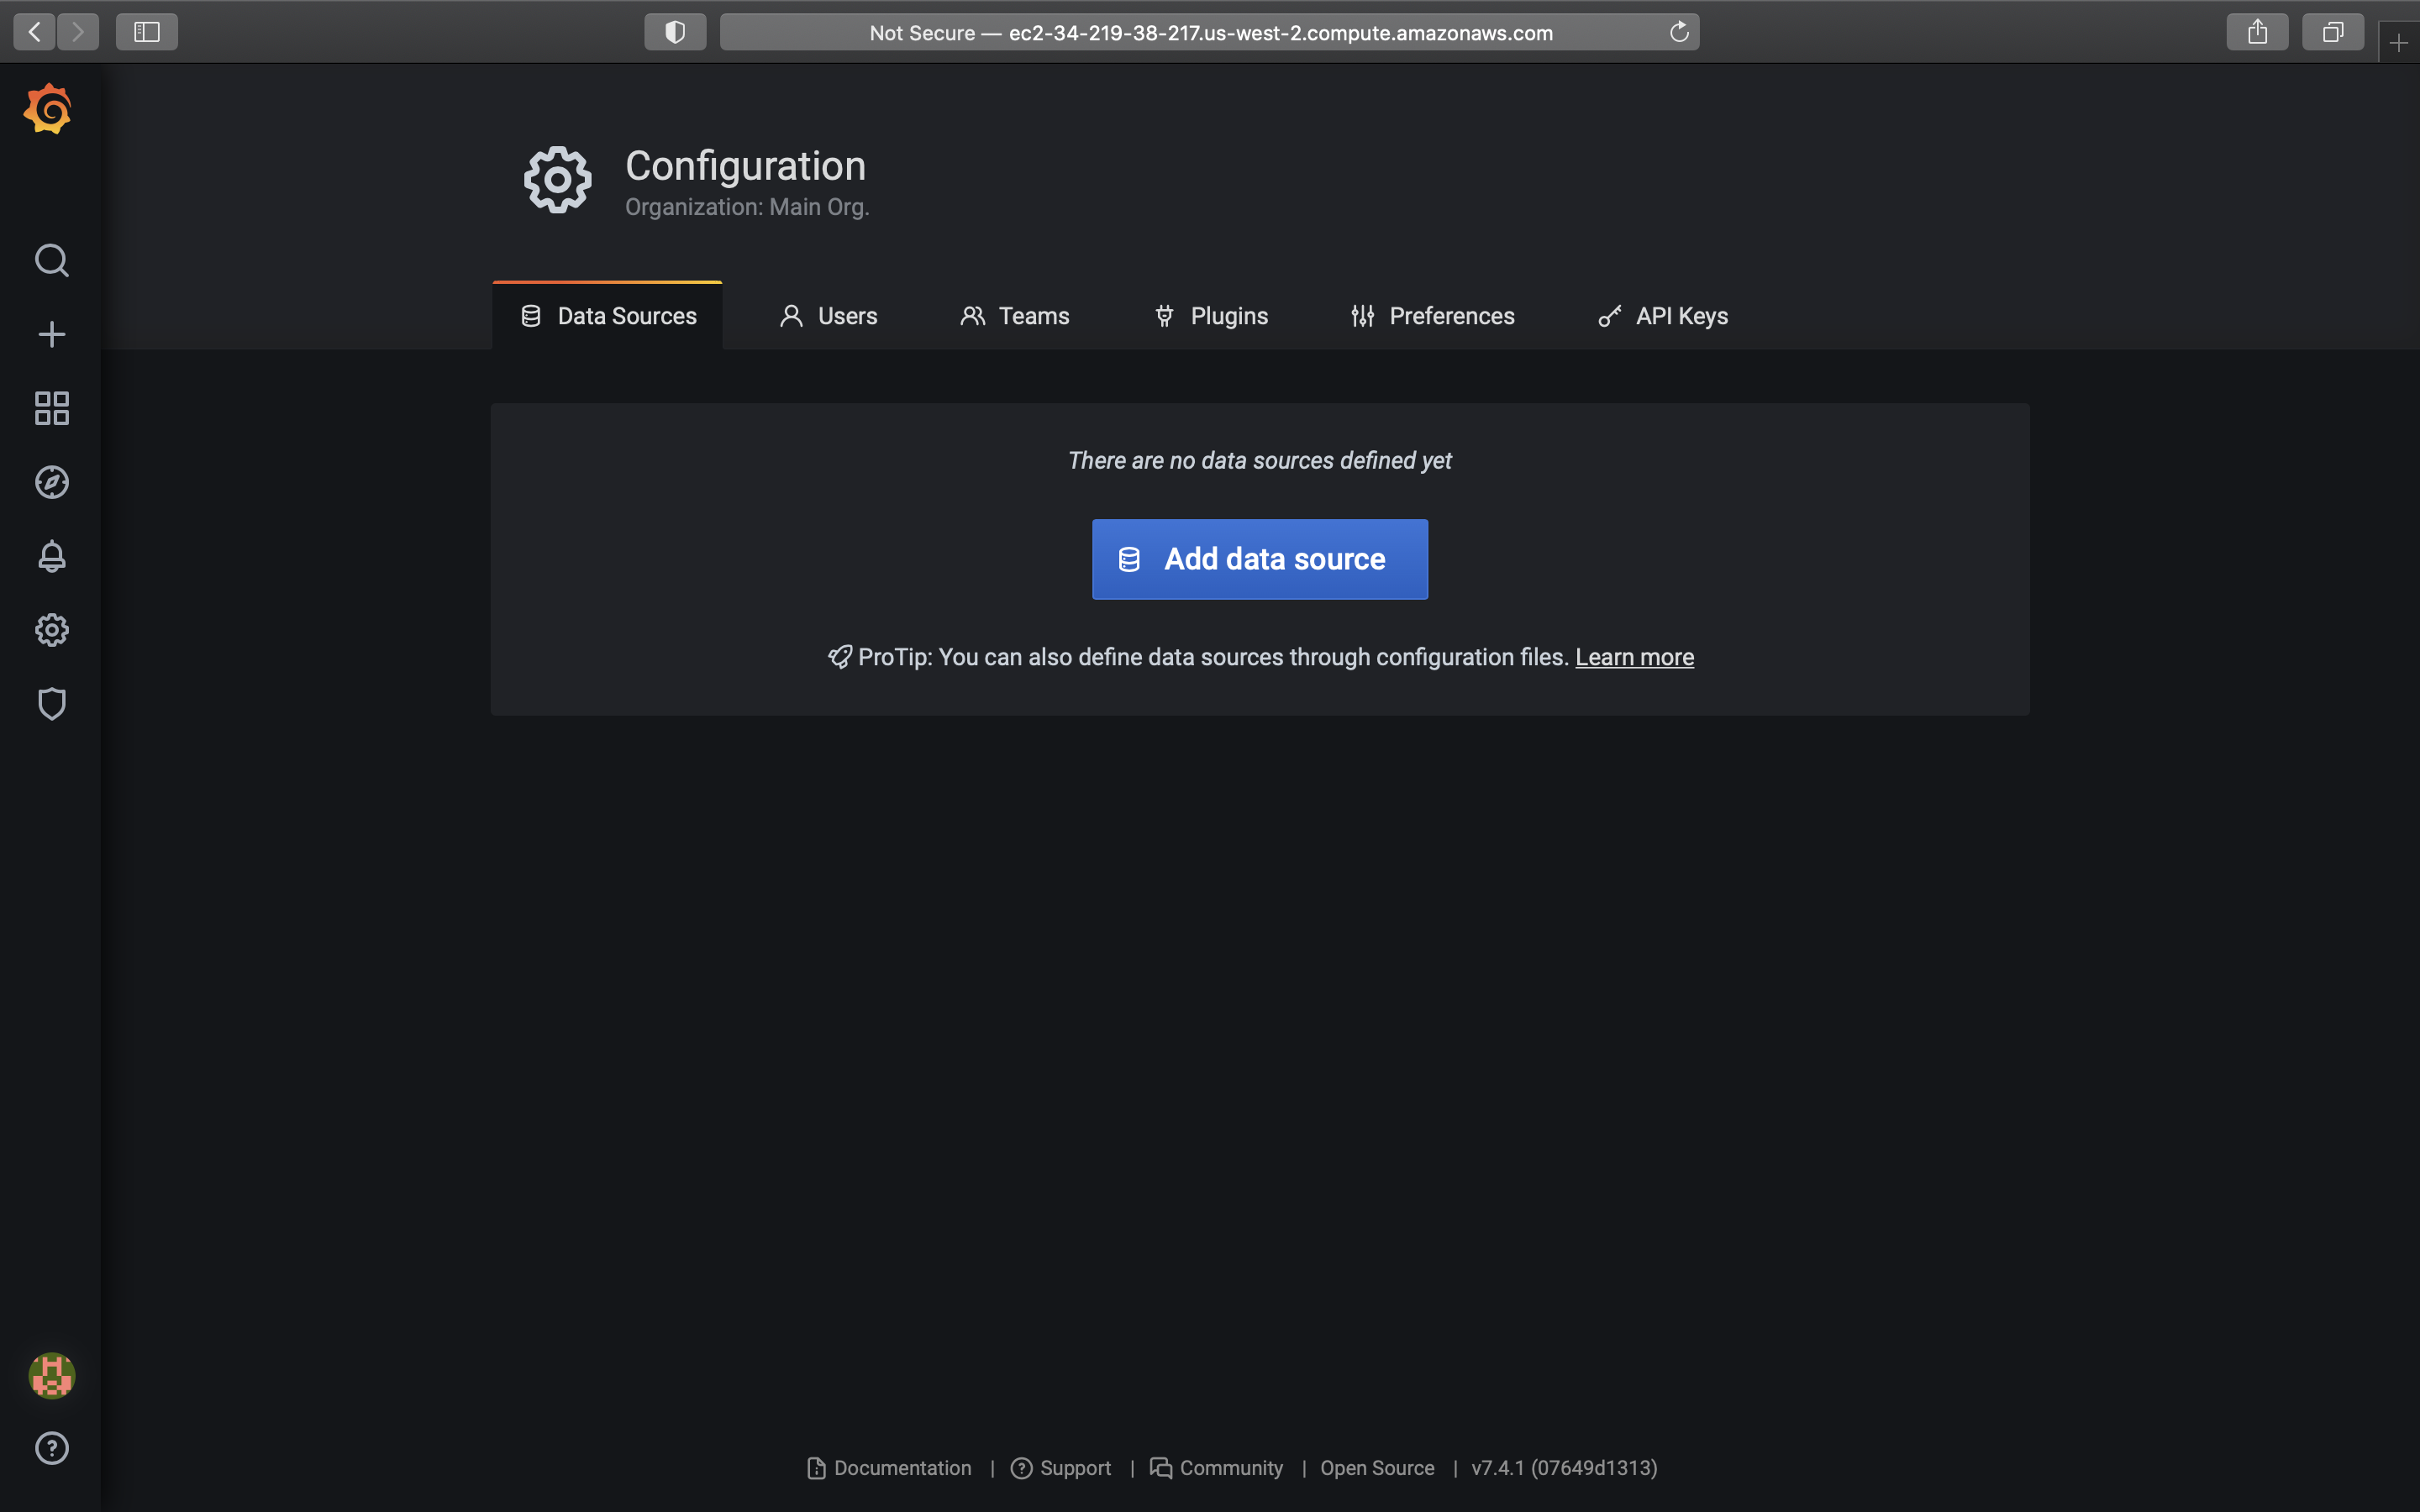 Not Secure — ec2-34-219-38-217.us-west-2.compute.amazonaws.com
Configuration
Organization: Main Org.
Data Sources
Users
Teams
Plugins
Preferences
API Keys
There are no data sources defined yet
Add data source
ProTip: You can also define data sources through configuration files. Learn more
Documentation | Support | Community | Open Source | v7.4.1 (07649d1313)